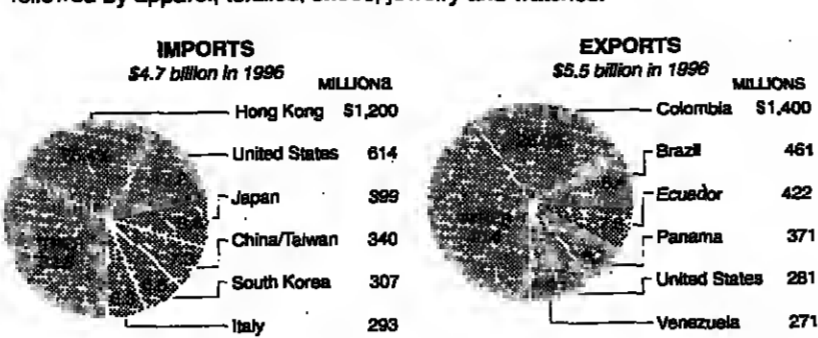 followed by apparel, textiles, shoes, jewelry and watches.
IMPORTS
$4.7 billion in 1996
MILLIONS
Hong Kong $1,200
United States 614
Japan 399
China/Taiwan 340
South Korea 307
Italy 293
EXPORTS
$5.5 billion in 1996
MILLIONS
Colombia $1,400
Brazil 461
Ecuador 422
Panama 371
United States 281
Venezuela 271